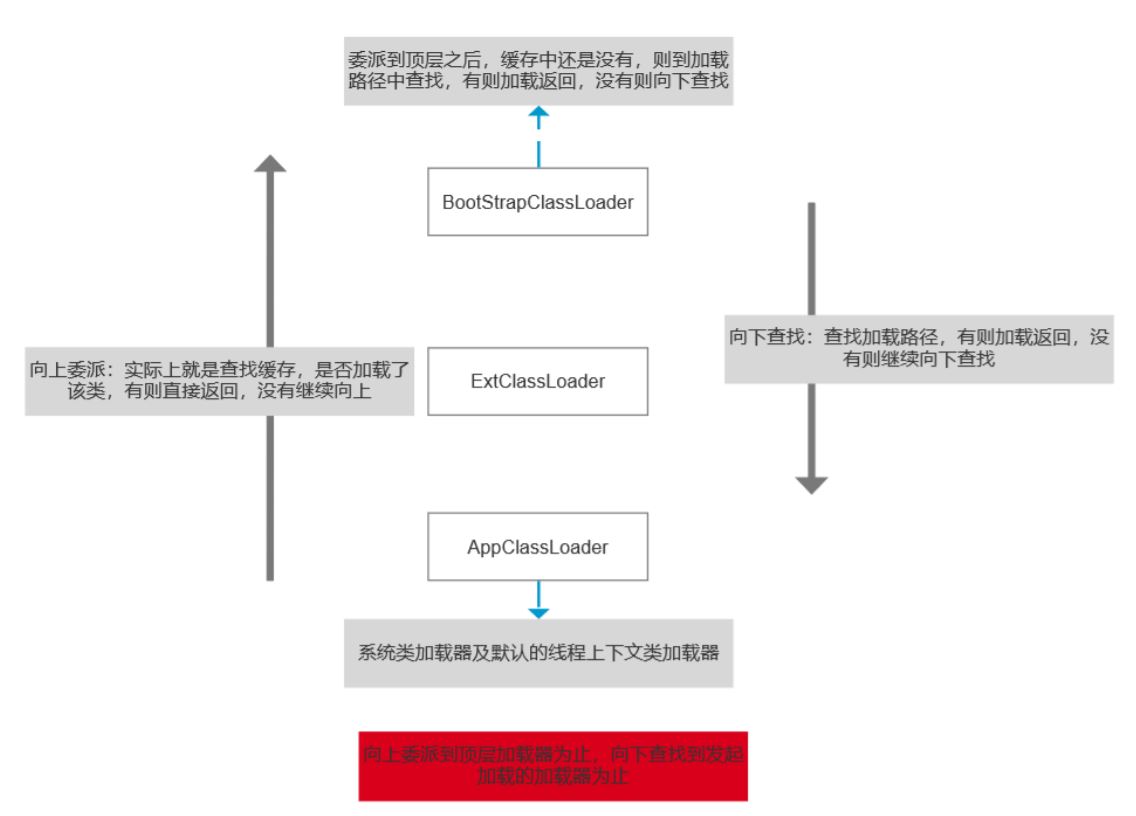 委派到顶层之后，缓存中还是没有，则到加载
路径中查找，有则加载返回，没有则向下查找
BootStrapClassLoader
向下查找：查找加载路径，有则加载返回，没
有则继续向下查找
向上委派：实际上就是查找缓存，是否加载了
该类，有则直接返回，没有继续向上
ExtClassLoader
AppClassLoader
系统类加载器及默认的线程上下文类加载器
向上委派到顶层加载器为止，向下查找到发起
加载的加载器为止